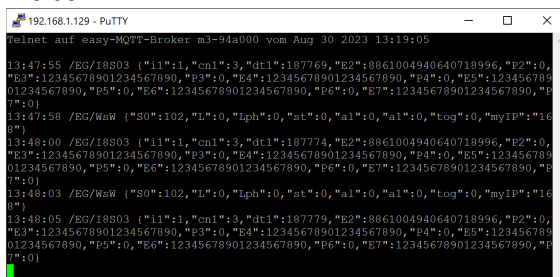 192.168.1.129 - PuTTY
Telnet auf easy-MQTT-Broker m3-94a000 vom Aug 30 2023 13:19:05
13:47:55 /EG/I8S03 {"i1":1,"cn1":3,"dt1":187769,"E2":8861004940640718996,"P2":0,
"E3":12345678901234567890,"P3":0,"E4":12345678901234567890,"P4":0,"E5":123456789
01234567890,"P5":0,"E6":12345678901234567890,"P6":0,"E7":12345678901234567890,"P
7":0}
13:47:58 /EG/WsW {"S0":102,"L":0,"Lph":0,"st":0,"al":0,"a1":0,"tog":0,"myIP":"16
8"}
13:48:00 /EG/I8S03 {"i1":1,"cn1":3,"dt1":187774,"E2":8861004940640718996,"P2":0,
"E3":12345678901234567890,"P3":0,"E4":12345678901234567890,"P4":0,"E5":123456789
01234567890,"P5":0,"E6":12345678901234567890,"P6":0,"E7":12345678901234567890,"P
7":0}
13:48:03 /EG/WsW {"S0":102,"L":0,"Lph":0,"st":0,"al":0,"a1":0,"tog":0,"myIP":"16
8"}
13:48:05 /EG/I8S03 {"i1":1,"cn1":3,"dt1":187779,"E2":8861004940640718996,"P2":0,
"E3":12345678901234567890,"P3":0,"E4":12345678901234567890,"P4":0,"E5":123456789
01234567890,"P5":0,"E6":12345678901234567890,"P6":0,"E7":12345678901234567890,"P
7":0}